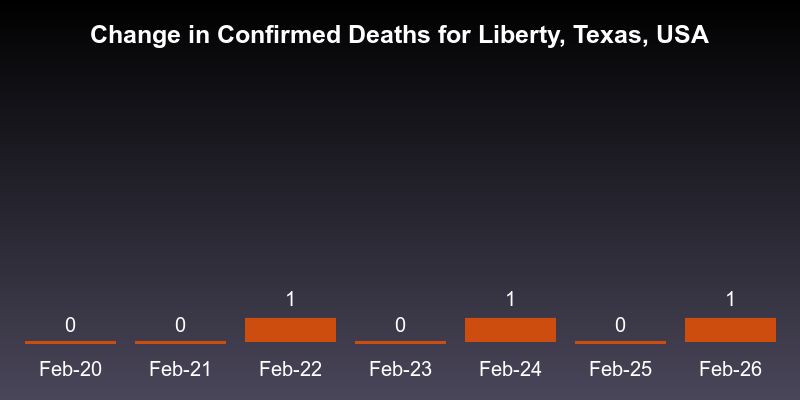 Change in Confirmed Deaths for Liberty, Texas, USA
0 0 1 0 1 0 1
Feb-20 Feb-21 Feb-22 Feb-23 Feb-24 Feb-25 Feb-26